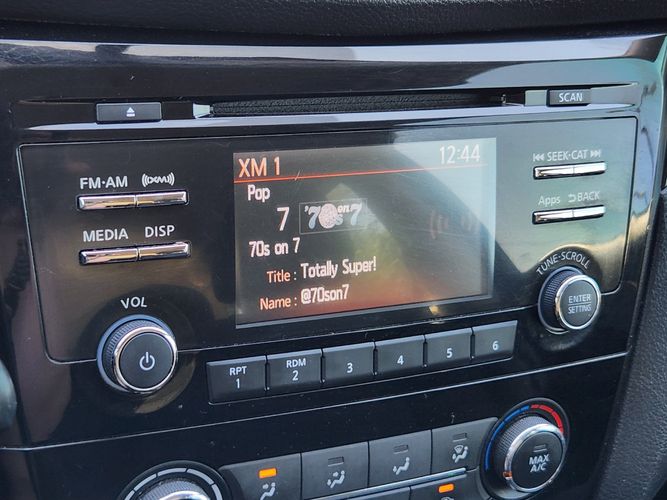 SCAN
XM 1 12:44
Pop
7 '70s on 7
70s on 7
Title : Totally Super!
Name : @70son7
FM·AM ((XM))
MEDIA DISP
VOL
SEEK·CAT
Apps BACK
TUNE·SCROLL
ENTER
SETTING
RPT
1
RDM
2
3
4
5
6
MAX
A/C